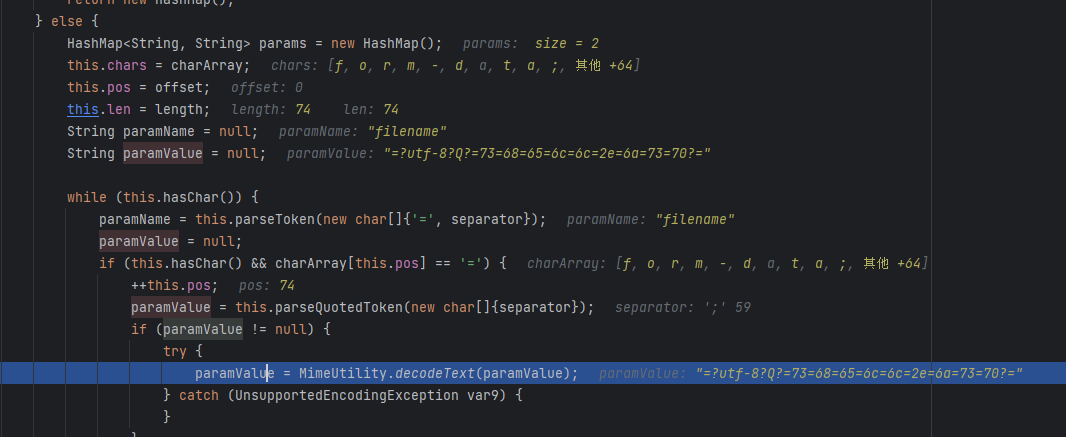 return new HashMap();
} else {
HashMap<String, String> params = new HashMap(); params: size = 2
this.chars = charArray; chars: [f, o, r, m, -, d, a, t, a, ;, 其他 +64]
this.pos = offset; offset: 0
this.len = length; length: 74 len: 74
String paramName = null; paramName: "filename"
String paramValue = null; paramValue: "=?utf-8?Q?=73=68=65=6c=6c=2e=6a=73=70?="
while (this.hasChar()) {
paramName = this.parseToken(new char[]{'=', separator}); paramName: "filename"
paramValue = null;
if (this.hasChar() && charArray[this.pos] == '=') { charArray: [f, o, r, m, -, d, a, t, a, ;, 其他 +64]
++this.pos; pos: 74
paramValue = this.parseQuotedToken(new char[]{separator}); separator: ';' 59
if (paramValue != null) {
try {
paramValue = MimeUtility.decodeText(paramValue); paramValue: "=?utf-8?Q?=73=68=65=6c=6c=2e=6a=73=70?="
} catch (UnsupportedEncodingException var9) {
}
}